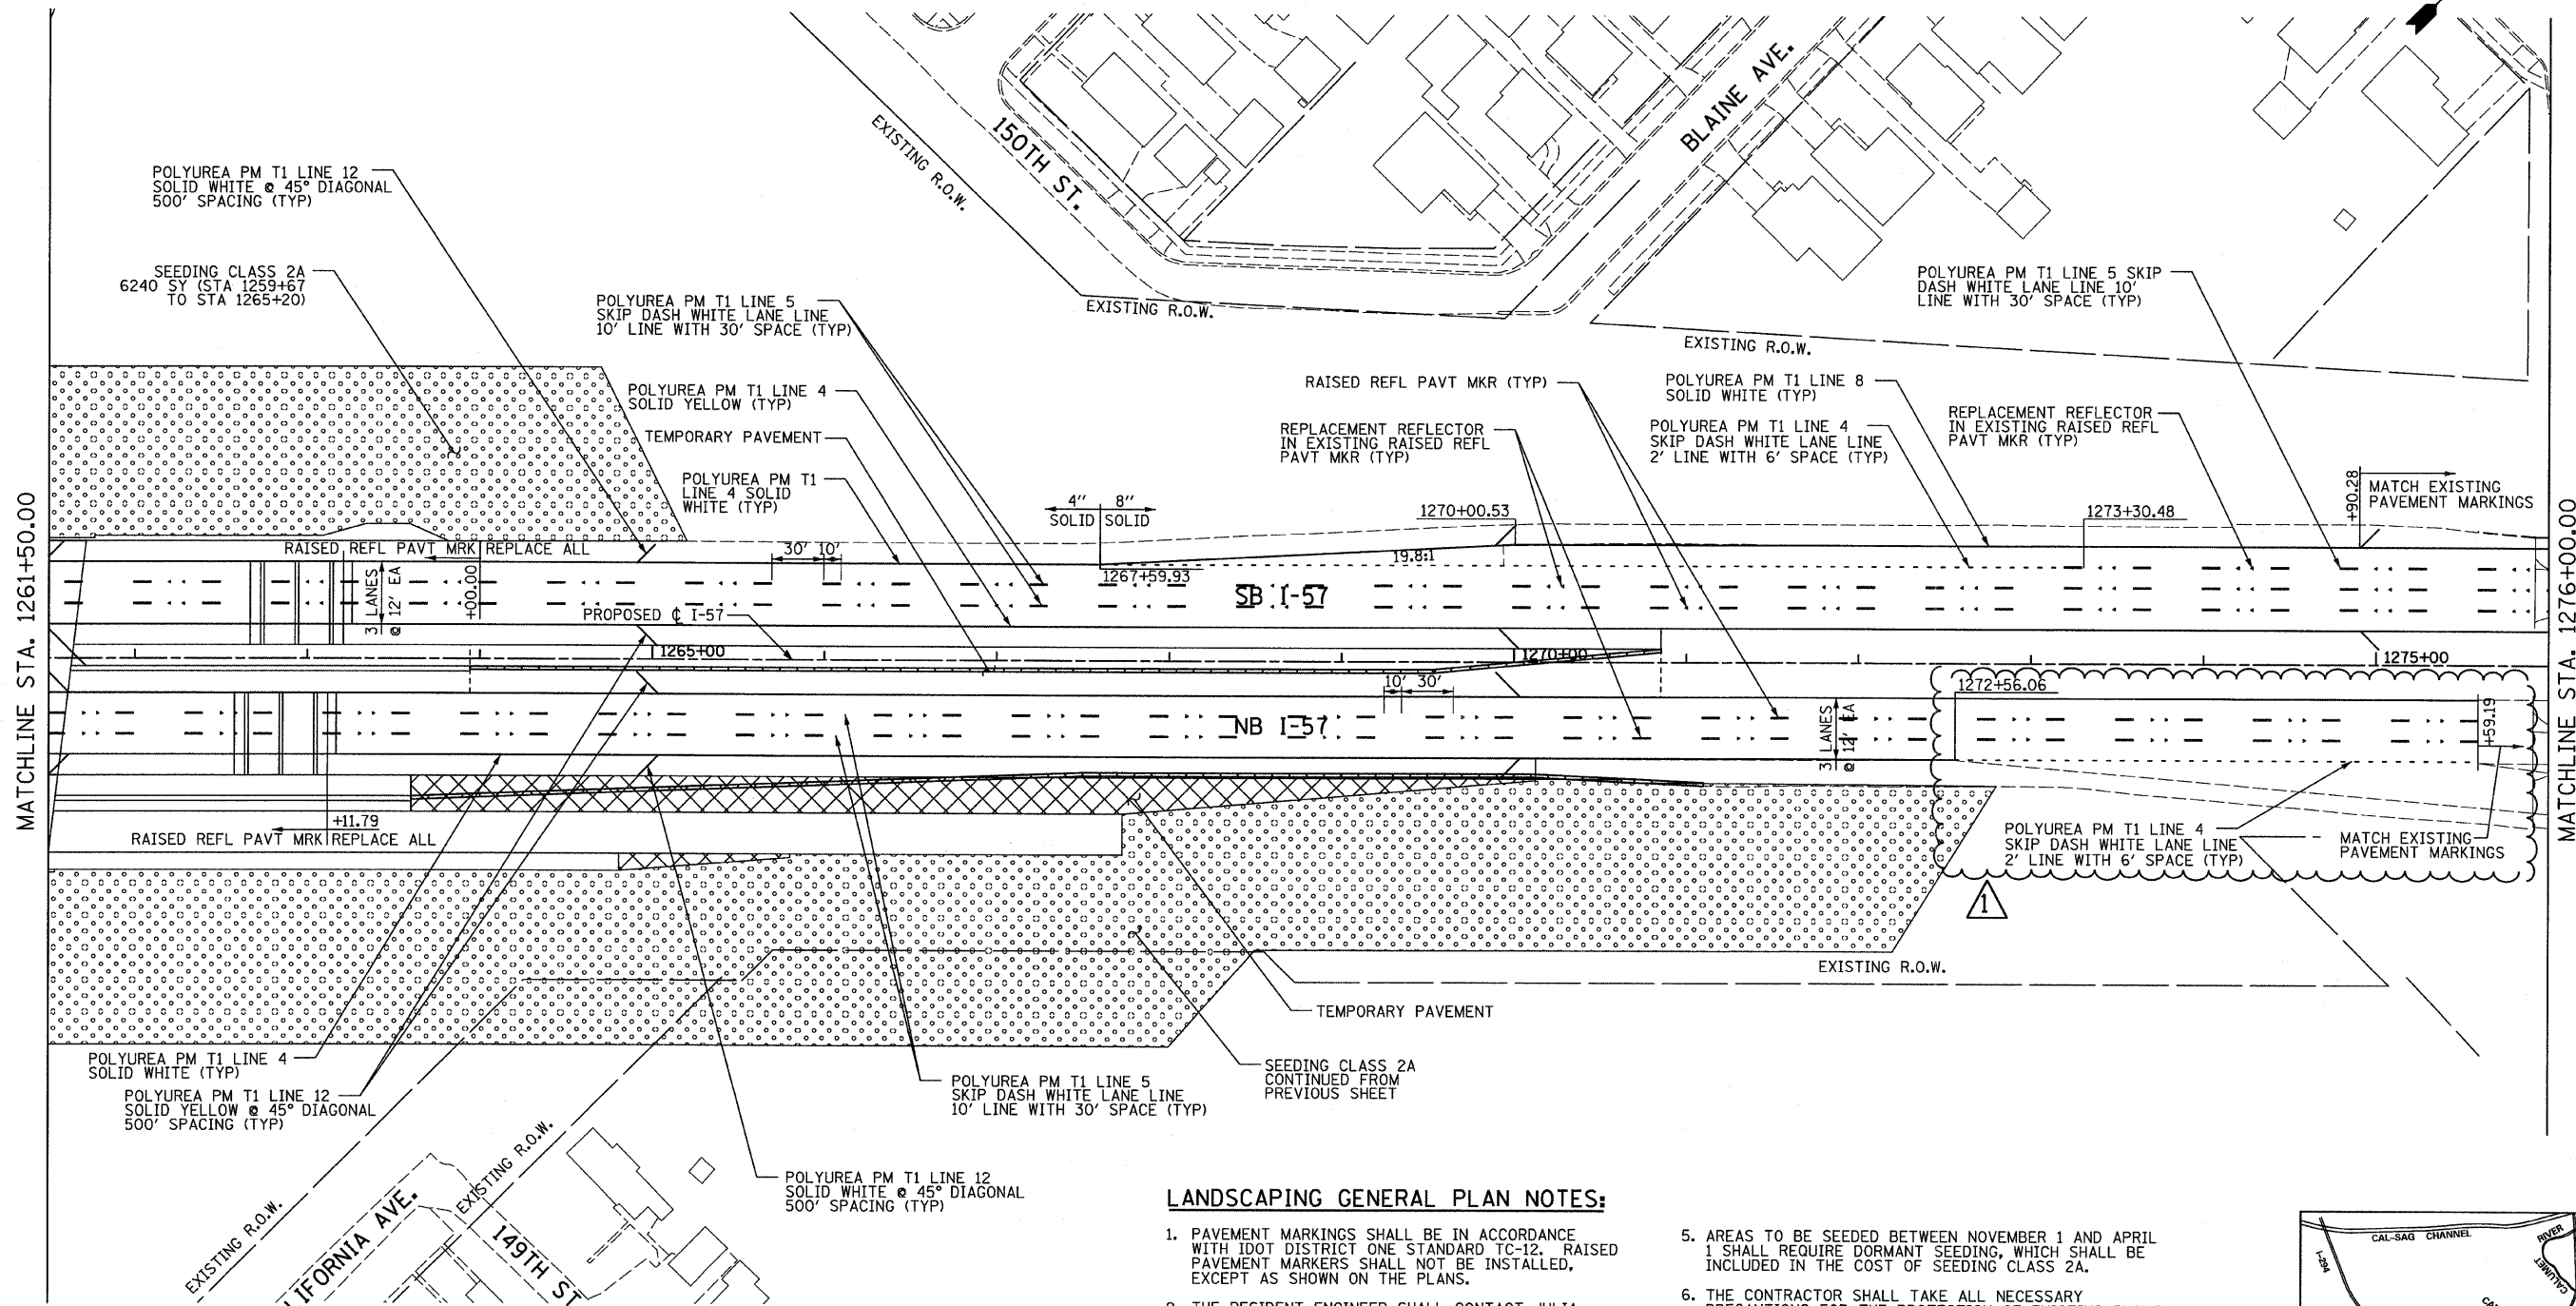 150TH ST.
BLAINE AVE.
EXISTING R.O.W.
EXISTING R.O.W.
EXISTING R.O.W.
POLYUREA PM T1 LINE 12
SOLID WHITE @ 45° DIAGONAL
500' SPACING (TYP)
SEEDING CLASS 2A
6240 SY (STA 1259+67
TO STA 1265+20)
POLYUREA PM T1 LINE 5
SKIP DASH WHITE LANE LINE
10' LINE WITH 30' SPACE (TYP)
POLYUREA PM T1 LINE 4
SOLID YELLOW (TYP)
TEMPORARY PAVEMENT
POLYUREA PM T1
LINE 4 SOLID
WHITE (TYP)
RAISED REFL PAVT MKR (TYP)
REPLACEMENT REFLECTOR
IN EXISTING RAISED REFL
PAVT MKR (TYP)
POLYUREA PM T1 LINE 8
SOLID WHITE (TYP)
POLYUREA PM T1 LINE 4
SKIP DASH WHITE LANE LINE
2' LINE WITH 6' SPACE (TYP)
POLYUREA PM T1 LINE 5 SKIP
DASH WHITE LANE LINE 10'
LINE WITH 30' SPACE (TYP)
REPLACEMENT REFLECTOR
IN EXISTING RAISED REFL
PAVT MKR (TYP)
+90.28
MATCH EXISTING
PAVEMENT MARKINGS
MATCHLINE STA. 1261+50.00
MATCHLINE STA. 1276+00.00
4" 8"
SOLID SOLID
1270+00.53
1273+30.48
RAISED REFL PAVT MRK REPLACE ALL
30' 10'
19.8:1
1267+59.93
3 LANES
@ 12' EA
+00.00
SB I-57
PROPOSED ℄ I-57
1265+00
1270+00
1275+00
10' 30'
1272+56.06
NB I-57
3 LANES
@ 12' EA
+59.19
+11.79
RAISED REFL PAVT MRK REPLACE ALL
POLYUREA PM T1 LINE 4
SKIP DASH WHITE LANE LINE
2' LINE WITH 6' SPACE (TYP)
MATCH EXISTING
PAVEMENT MARKINGS
1
EXISTING R.O.W.
TEMPORARY PAVEMENT
POLYUREA PM T1 LINE 4
SOLID WHITE (TYP)
POLYUREA PM T1 LINE 12
SOLID YELLOW @ 45° DIAGONAL
500' SPACING (TYP)
POLYUREA PM T1 LINE 5
SKIP DASH WHITE LANE LINE
10' LINE WITH 30' SPACE (TYP)
SEEDING CLASS 2A
CONTINUED FROM
PREVIOUS SHEET
POLYUREA PM T1 LINE 12
SOLID WHITE @ 45° DIAGONAL
500' SPACING (TYP)
EXISTING R.O.W.
EXISTING R.O.W.
LIFORNIA AVE.
149TH ST
LANDSCAPING GENERAL PLAN NOTES:
1. PAVEMENT MARKINGS SHALL BE IN ACCORDANCE
WITH IDOT DISTRICT ONE STANDARD TC-12. RAISED
PAVEMENT MARKERS SHALL NOT BE INSTALLED,
EXCEPT AS SHOWN ON THE PLANS.
2. THE RESIDENT ENGINEER SHALL CONTACT JULIA
5. AREAS TO BE SEEDED BETWEEN NOVEMBER 1 AND APRIL
1 SHALL REQUIRE DORMANT SEEDING, WHICH SHALL BE
INCLUDED IN THE COST OF SEEDING CLASS 2A.
6. THE CONTRACTOR SHALL TAKE ALL NECESSARY
CAL-SAG CHANNEL
I-294
RIVER
CALUMET